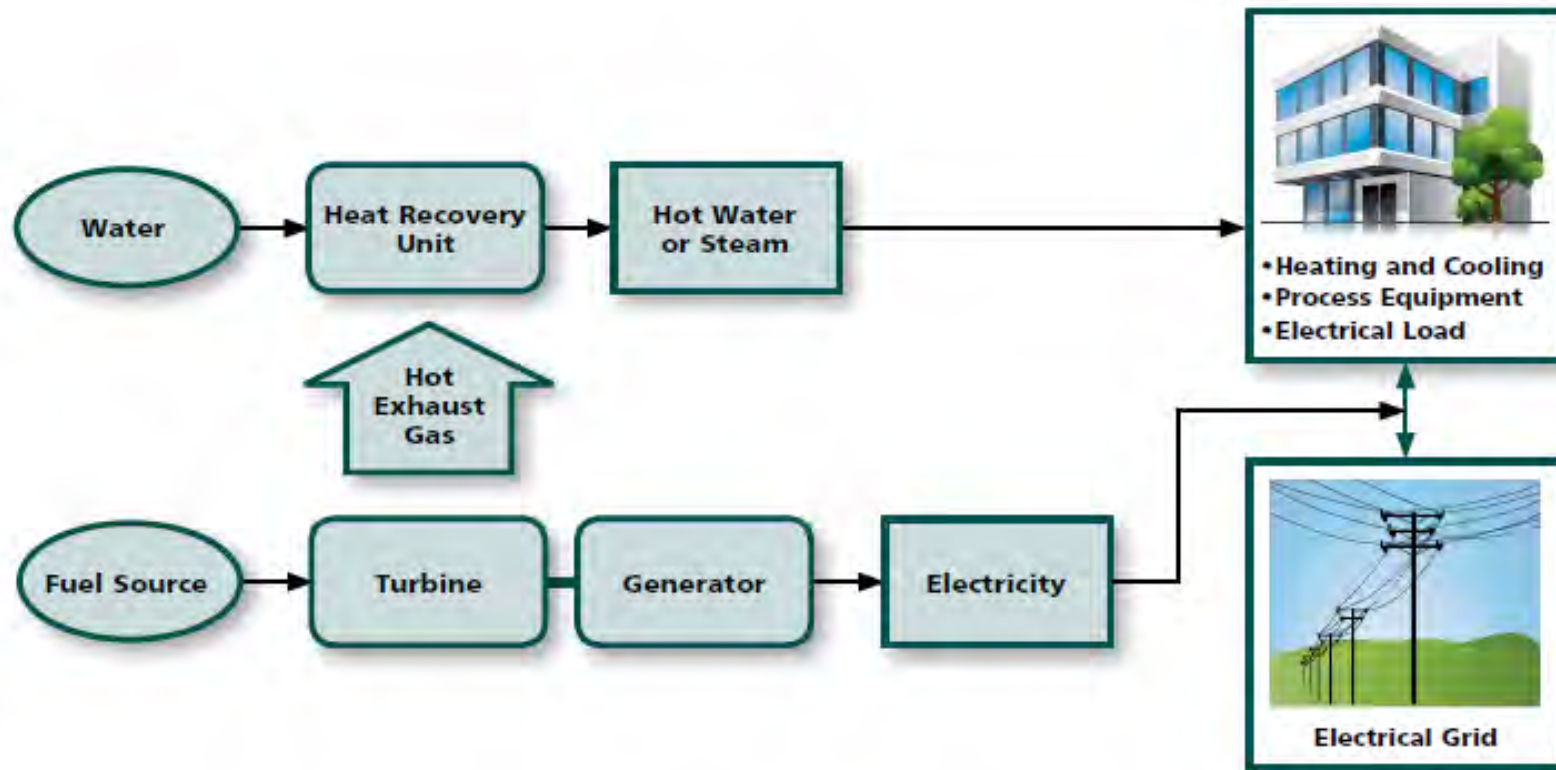 Water
Heat Recovery
Unit
Hot Water
or Steam
•Heating and Cooling
•Process Equipment
•Electrical Load
Hot
Exhaust
Gas
Fuel Source
Turbine
Generator
Electricity
Electrical Grid